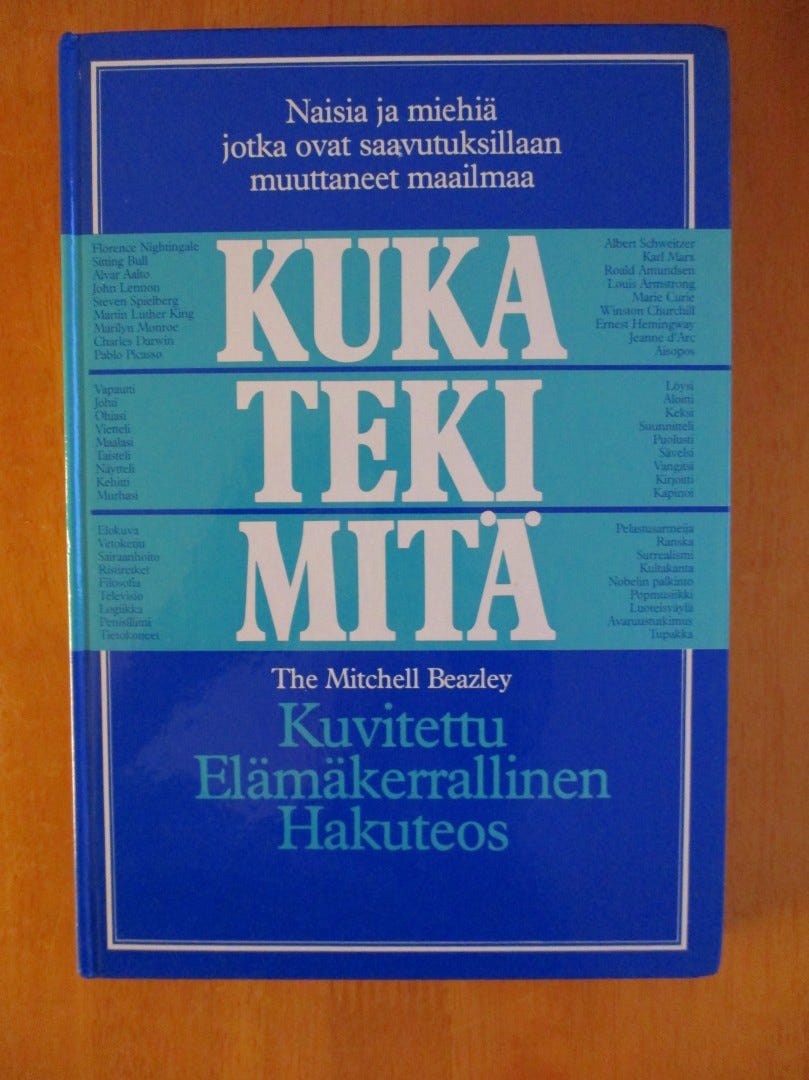 Naisia ja miehiä
jotka ovat saavutuksillaan
muuttaneet maailmaa
Florence Nightingale
Sitting Bull
Alvar Aalto
John Lennon
Steven Spielberg
Martin Luther King
Marilyn Monroe
Charles Darwin
Pablo Picasso
KUKA
Albert Schweitzer
Karl Marx
Roald Amundsen
Louis Armstrong
Marie Curie
Winston Churchill
Ernest Hemingway
Jeanne d'Arc
Aisopos
Vapautti
Johti
Ohjasi
Vietteli
Maalasi
Taisteli
Näytteli
Kehitti
Murhasi
TEKI
Löysi
Aloitti
Keksi
Suunnitteli
Puolusti
Sävelsi
Vangitsi
Kirjoitti
Kapinoi
Elokuva
Vetoketju
Sairaanhoito
Ristiretket
Filosofia
Televisio
Logiikka
Penisilliini
Tietokoneet
MITÄ
Pelastusarmeija
Ranska
Surrealismi
Kultakanta
Nobelin palkinto
Popmusiikki
Luoteisväylä
Avaruustutkimus
Tupakka
The Mitchell Beazley
Kuvitettu
Elämäkerrallinen
Hakuteos